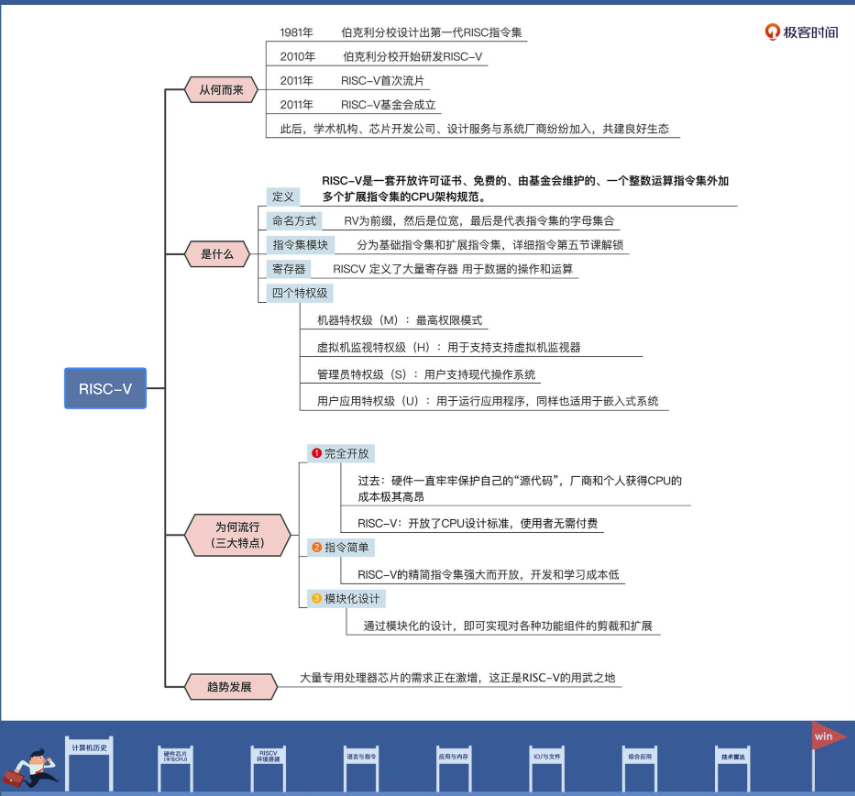 极客时间
RISC-V
从何而来
1981年 伯克利分校设计出第一代RISC指令集
2010年 伯克利分校开始研发RISC-V
2011年 RISC-V首次流片
2011年 RISC-V基金会成立
此后，学术机构、芯片开发公司、设计服务与系统厂商纷纷加入，共建良好生态
是什么
定义
RISC-V是一套开放许可证书、免费的、由基金会维护的、一个整数运算指令集外加
多个扩展指令集的CPU架构规范。
命名方式 RV为前缀，然后是位宽，最后是代表指令集的字母集合
指令集模块 分为基础指令集和扩展指令集，详细指令第五节课解锁
寄存器 RISCV 定义了大量寄存器 用于数据的操作和运算
四个特权级
机器特权级（M）：最高权限模式
虚拟机监视特权级（H）：用于支持支持虚拟机监视器
管理员特权级（S）：用户支持现代操作系统
用户应用特权级（U）：用于运行应用程序，同样也适用于嵌入式系统
为何流行
（三大特点）
1 完全开放
过去：硬件一直牢牢保护自己的“源代码”，厂商和个人获得CPU的
成本极其高昂
RISC-V：开放了CPU设计标准，使用者无需付费
2 指令简单
RISC-V的精简指令集强大而开放，开发和学习成本低
3 模块化设计
通过模块化的设计，即可实现对各种功能组件的剪裁和扩展
趋势发展
大量专用处理器芯片的需求正在激增，这正是RISC-V的用武之地
计算机历史
硬件芯片
(手写CPU)
RISCV
环境搭建
语言与指令
应用与内存
IO与文件
综合应用
技术雷达
win